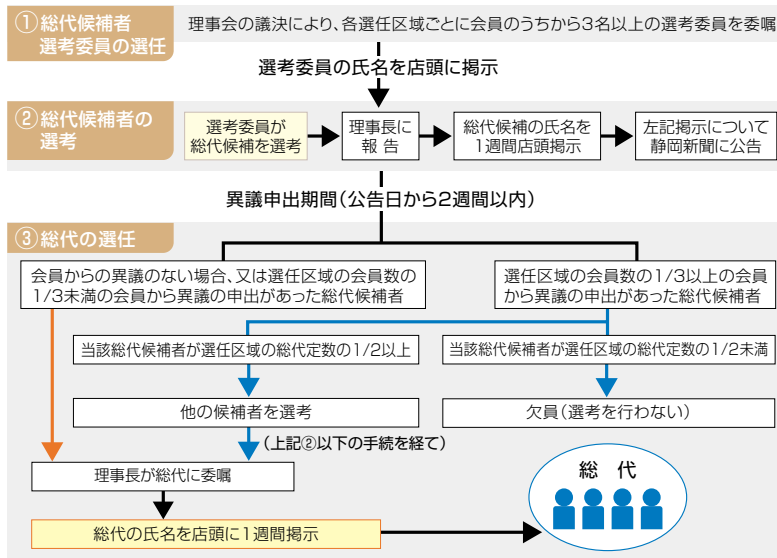 ①総代候補者
選考委員の選任
理事会の議決により、各選任区域ごとに会員のうちから3名以上の選考委員を委嘱
選考委員の氏名を店頭に掲示
②総代候補者の
選考
選考委員が
総代候補を選考
理事長に
報 告
総代候補の氏名を
1週間店頭掲示
左記掲示について
静岡新聞に公告
異議申出期間(公告日から2週間以内)
③総代の選任
会員からの異議のない場合、又は選任区域の会員数の
1/3未満の会員から異議の申出があった総代候補者
選任区域の会員数の1/3以上の会員
から異議の申出があった総代候補者
当該総代候補者が選任区域の総代定数の1/2以上
当該総代候補者が選任区域の総代定数の1/2未満
他の候補者を選考
欠員(選考を行わない)
(上記②以下の手続を経て)
理事長が総代に委嘱
総 代
総代の氏名を店頭に1週間掲示